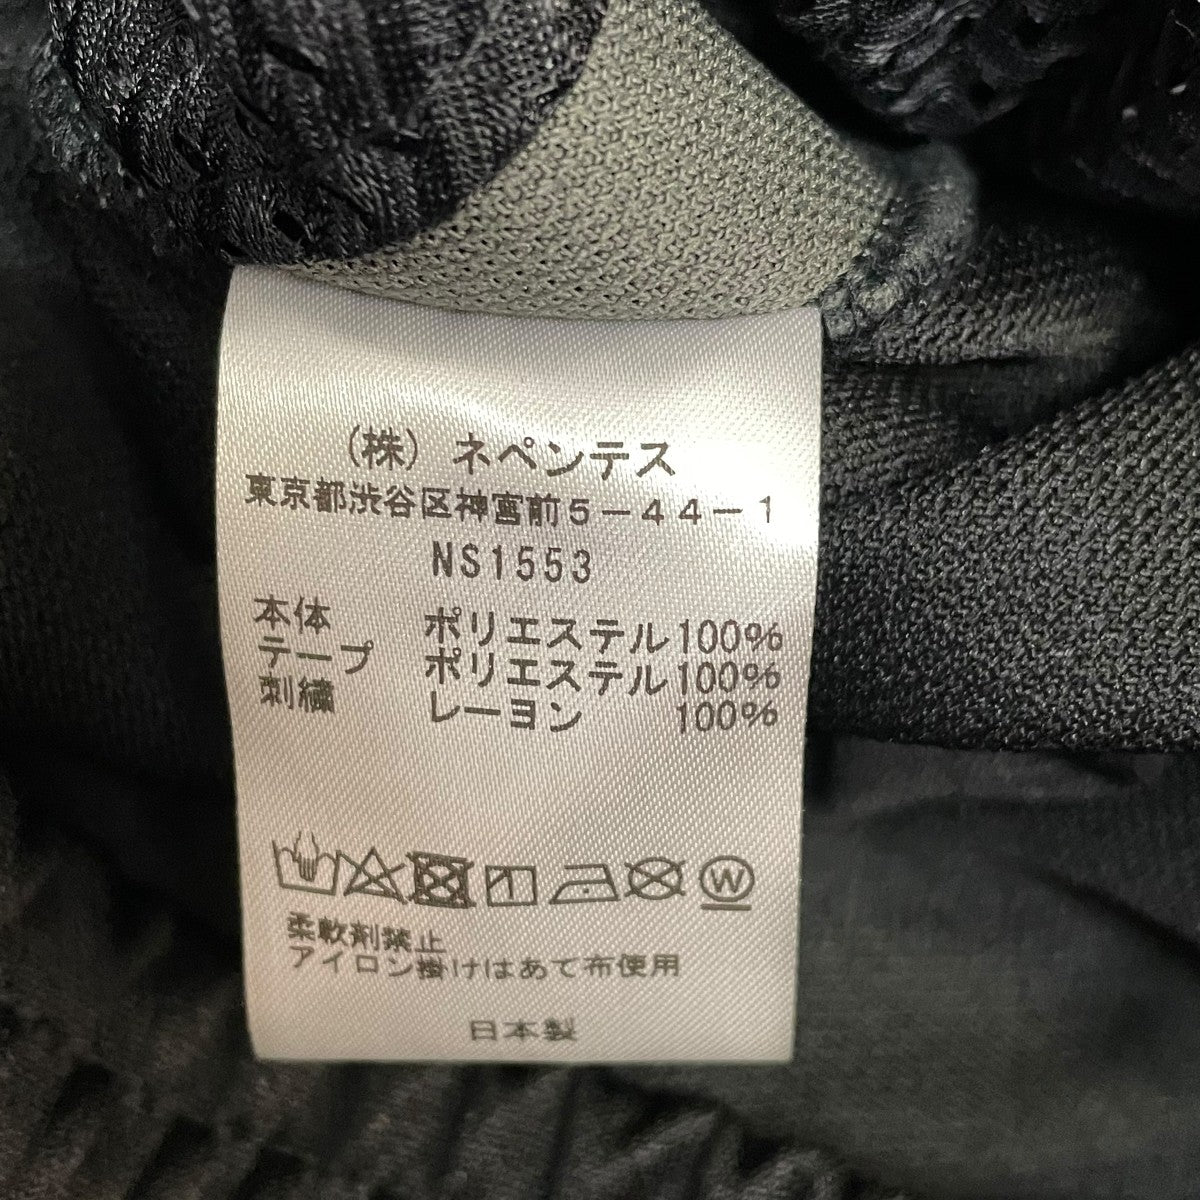 (株) ネペンテス
東京都渋谷区神宮前5-44-1
NS1553
本体 ポリエステル100%
テープ ポリエステル100%
刺繍 レーヨン 100%
W
柔軟剤禁止
アイロン掛けはあて布使用
日本製